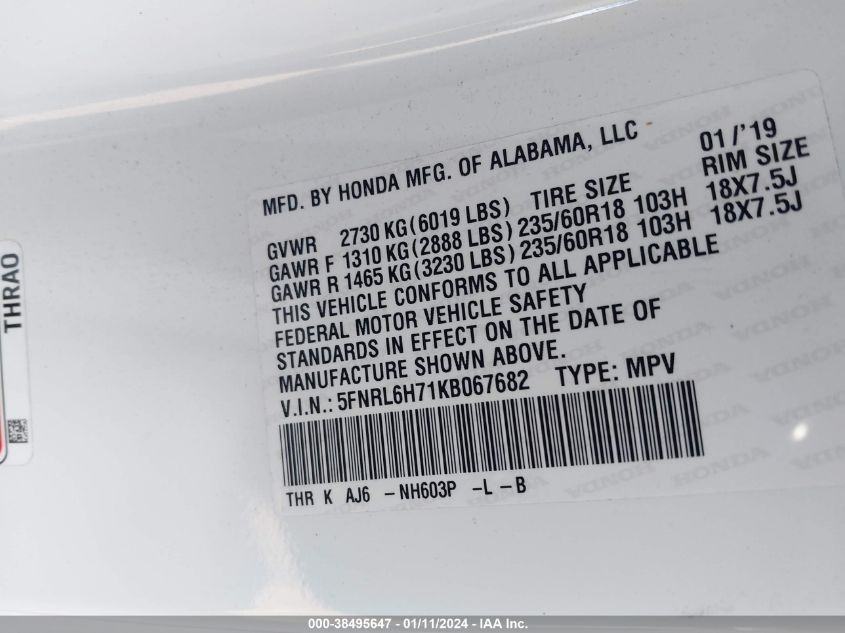 MFD. BY HONDA MFG. OF ALABAMA, LLC 01/'19
GVWR 2730 KG(6019 LBS) TIRE SIZE RIM SIZE
GAWR F 1310 KG(2888 LBS) 235/60R18 103H 18X7.5J
GAWR R 1465 KG(3230 LBS) 235/60R18 103H 18X7.5J
THIS VEHICLE CONFORMS TO ALL APPLICABLE
FEDERAL MOTOR VEHICLE SAFETY
STANDARDS IN EFFECT ON THE DATE OF
MANUFACTURE SHOWN ABOVE.
V.I.N.: 5FNRL6H71KB067682 TYPE: MPV
THR K AJ6 -NH603P -L -B
THRA0
000-38495647 - 01/11/2024 - IAA Inc.